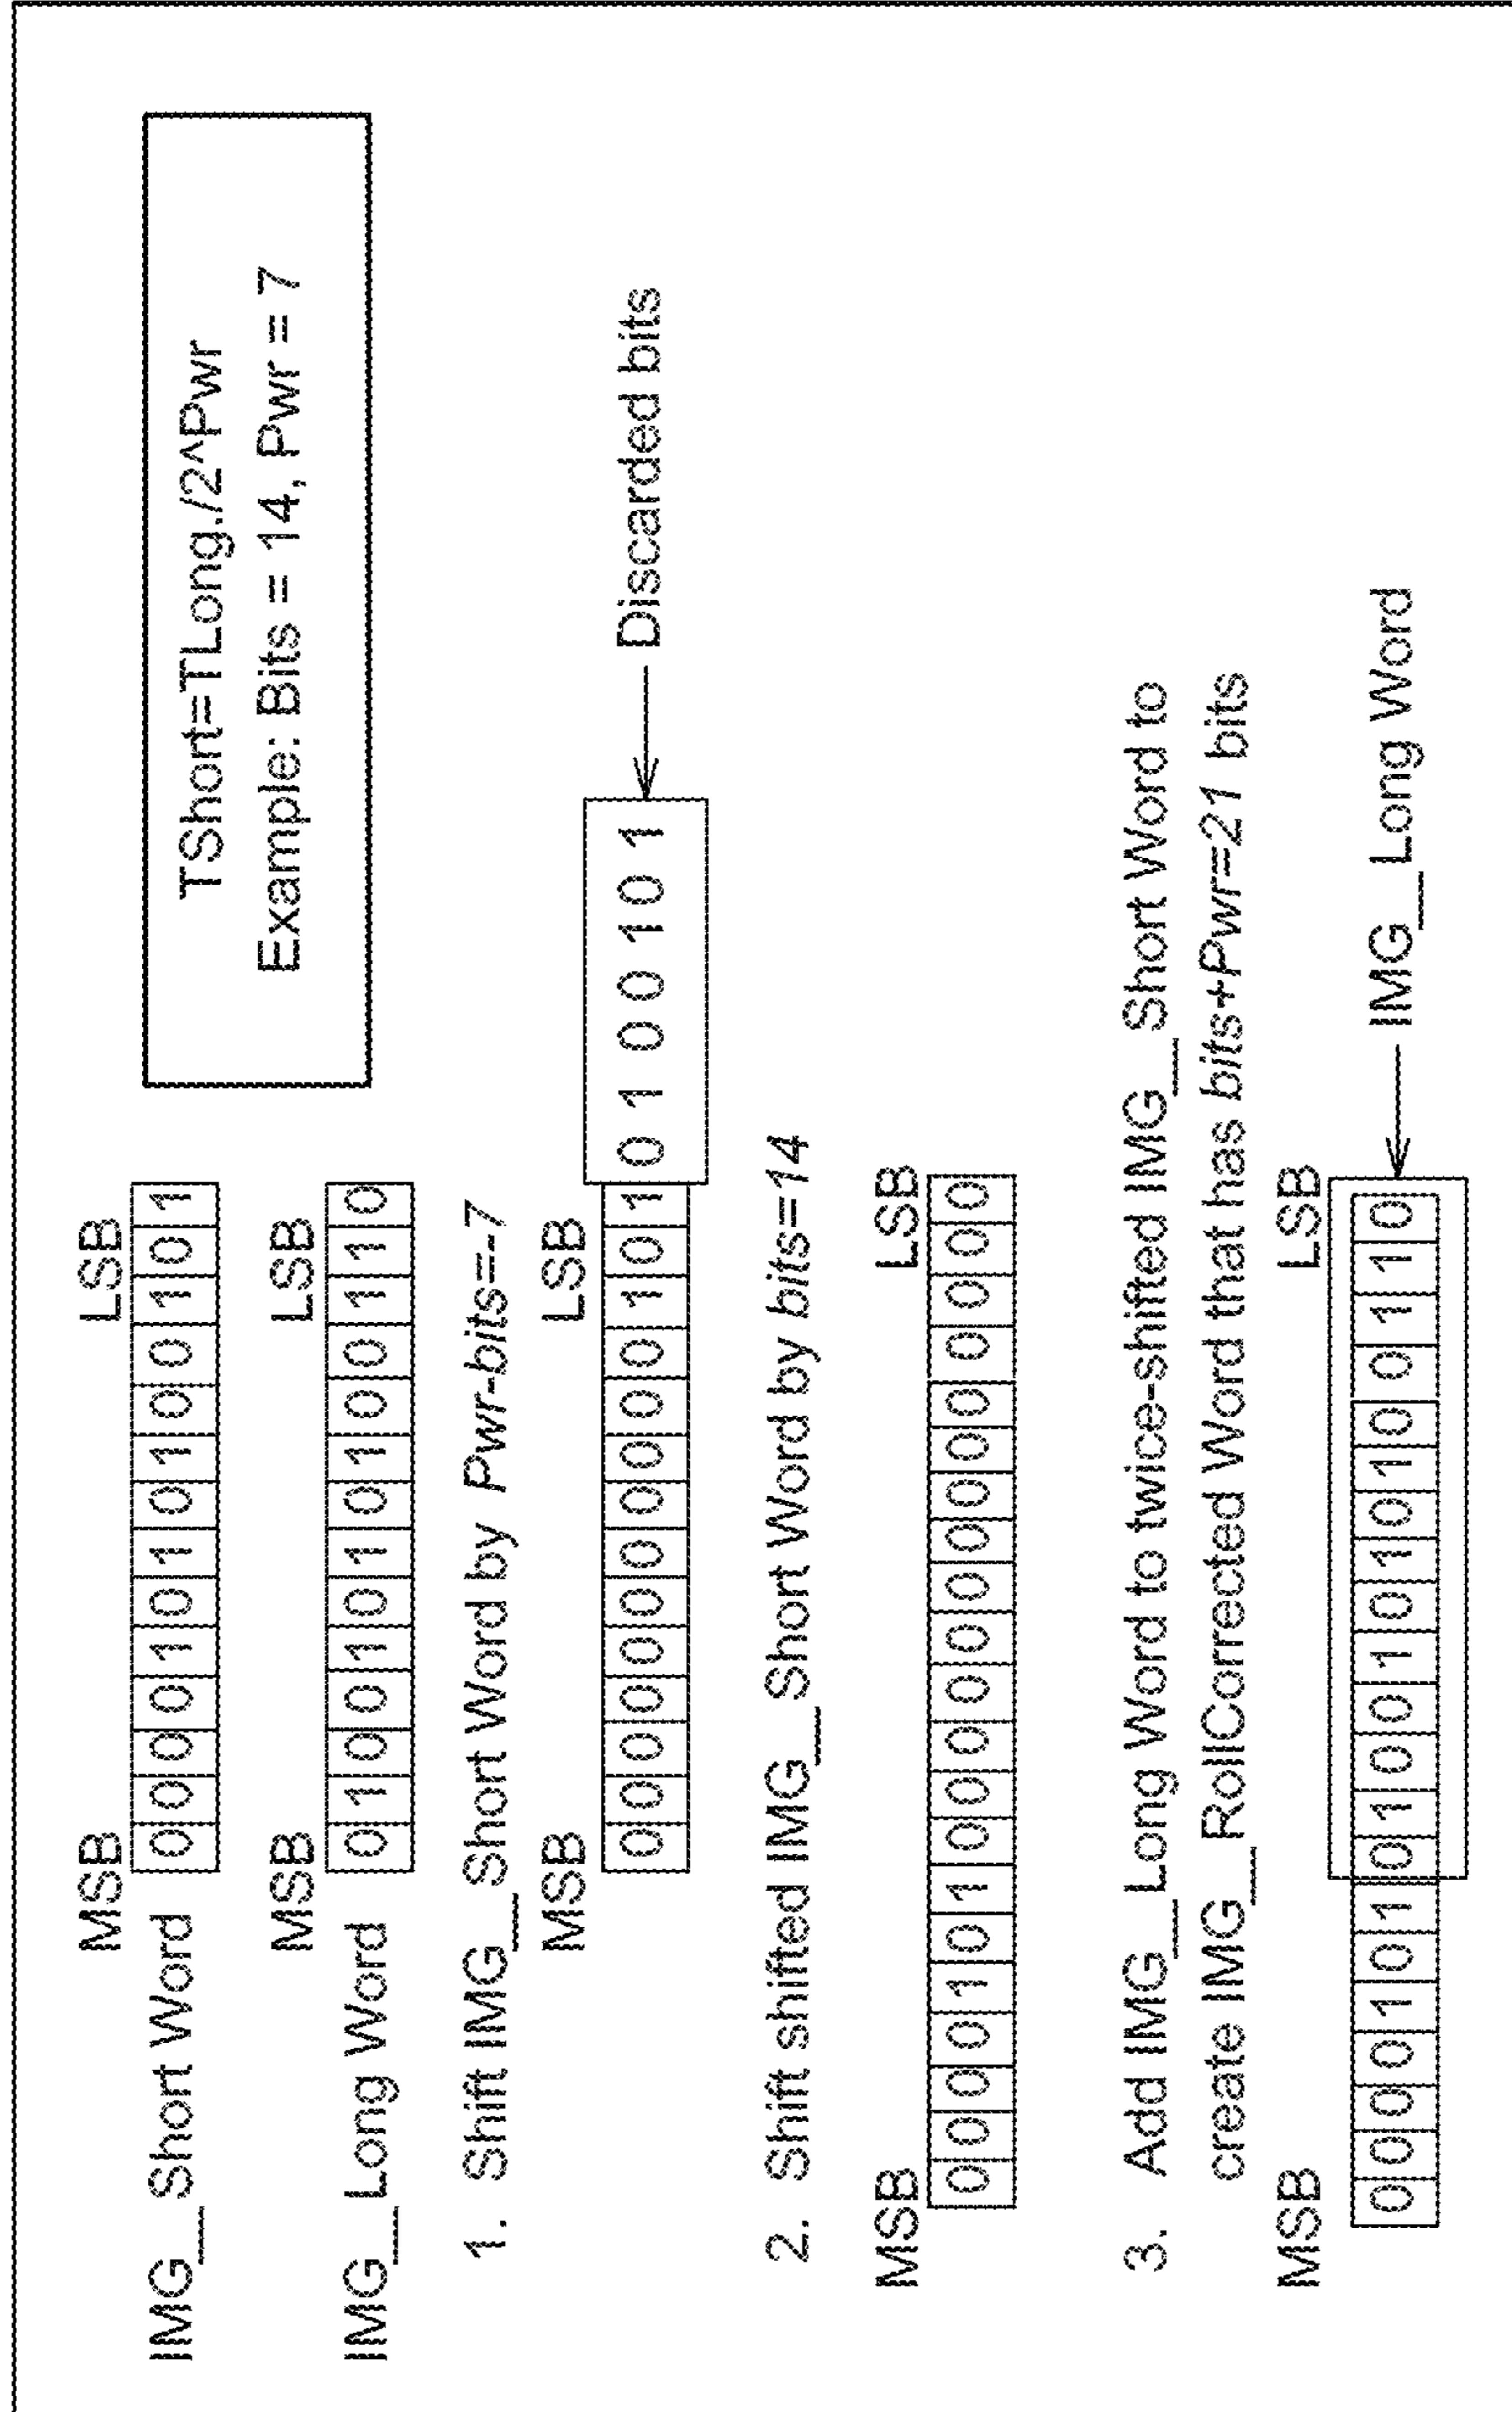 MSB LSB
IMG_Short Word 0 0 0 0 1 0 1 0 1 0 0 1 0 1
TShort=TLong./2^Pwr
Example: Bits = 14, Pwr = 7
MSB LSB
IMG_Long Word 0 1 0 0 1 0 1 0 1 0 0 1 1 0
1. Shift IMG_Short Word by Pwr-bits=-7
MSB LSB
0 0 0 0 0 0 0 0 0 0 0 1 0 1 0 1 0 0 1 0 1 Discarded bits
2. Shift shifted IMG_Short Word by bits=14
MSB LSB
0 0 0 0 1 0 1 0 0 0 0 0 0 0 0 0 0 0 0 0 0
3. Add IMG_Long Word to twice-shifted IMG_Short Word to
create IMG_RollCorrected Word that has bits+Pwr=21 bits
MSB LSB
0 0 0 0 1 0 1 0 1 0 0 1 0 1 0 1 0 0 1 1 0 IMG_Long Word